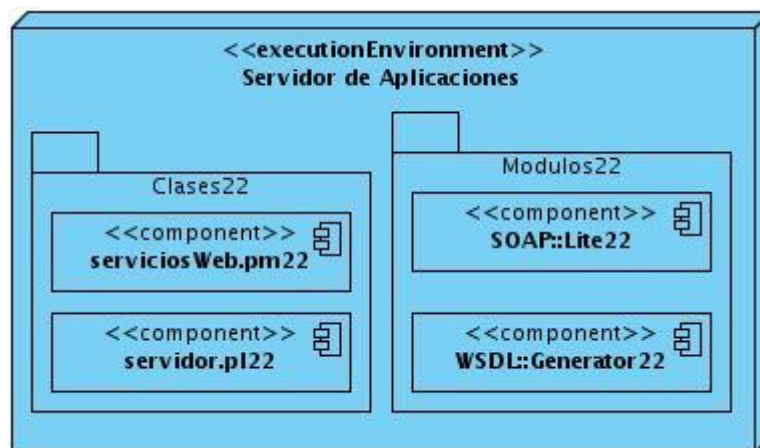 <<executionEnvironment>>
Servidor de Aplicaciones
Clases22
<<component>>
serviciosWeb.pm22
<<component>>
servidor.pl22
Modulos22
<<component>>
SOAP::Lite22
<<component>>
WSDL::Generator22